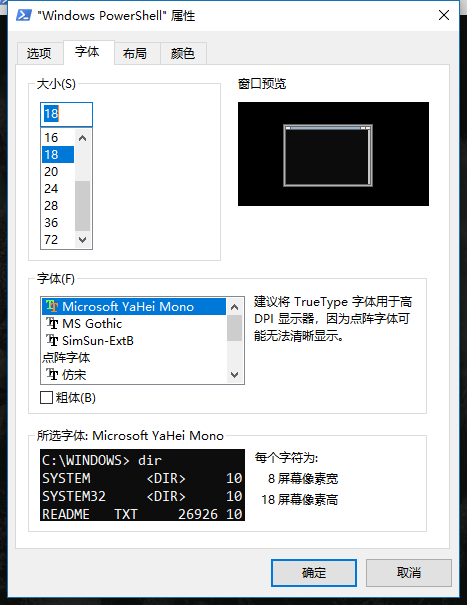 "Windows PowerShell" 属性
选项 字体 布局 颜色
大小(S)
18
16
18
20
24
28
36
72
窗口预览
字体(F)
Microsoft YaHei Mono
MS Gothic
SimSun-ExtB
点阵字体
仿宋
建议将 TrueType 字体用于高
DPI 显示器，因为点阵字体可
能无法清晰显示。
粗体(B)
所选字体: Microsoft YaHei Mono
C:\WINDOWS> dir
SYSTEM <DIR> 10
SYSTEM32 <DIR> 10
README TXT 26926 10
每个字符为:
8 屏幕像素宽
18 屏幕像素高
确定 取消